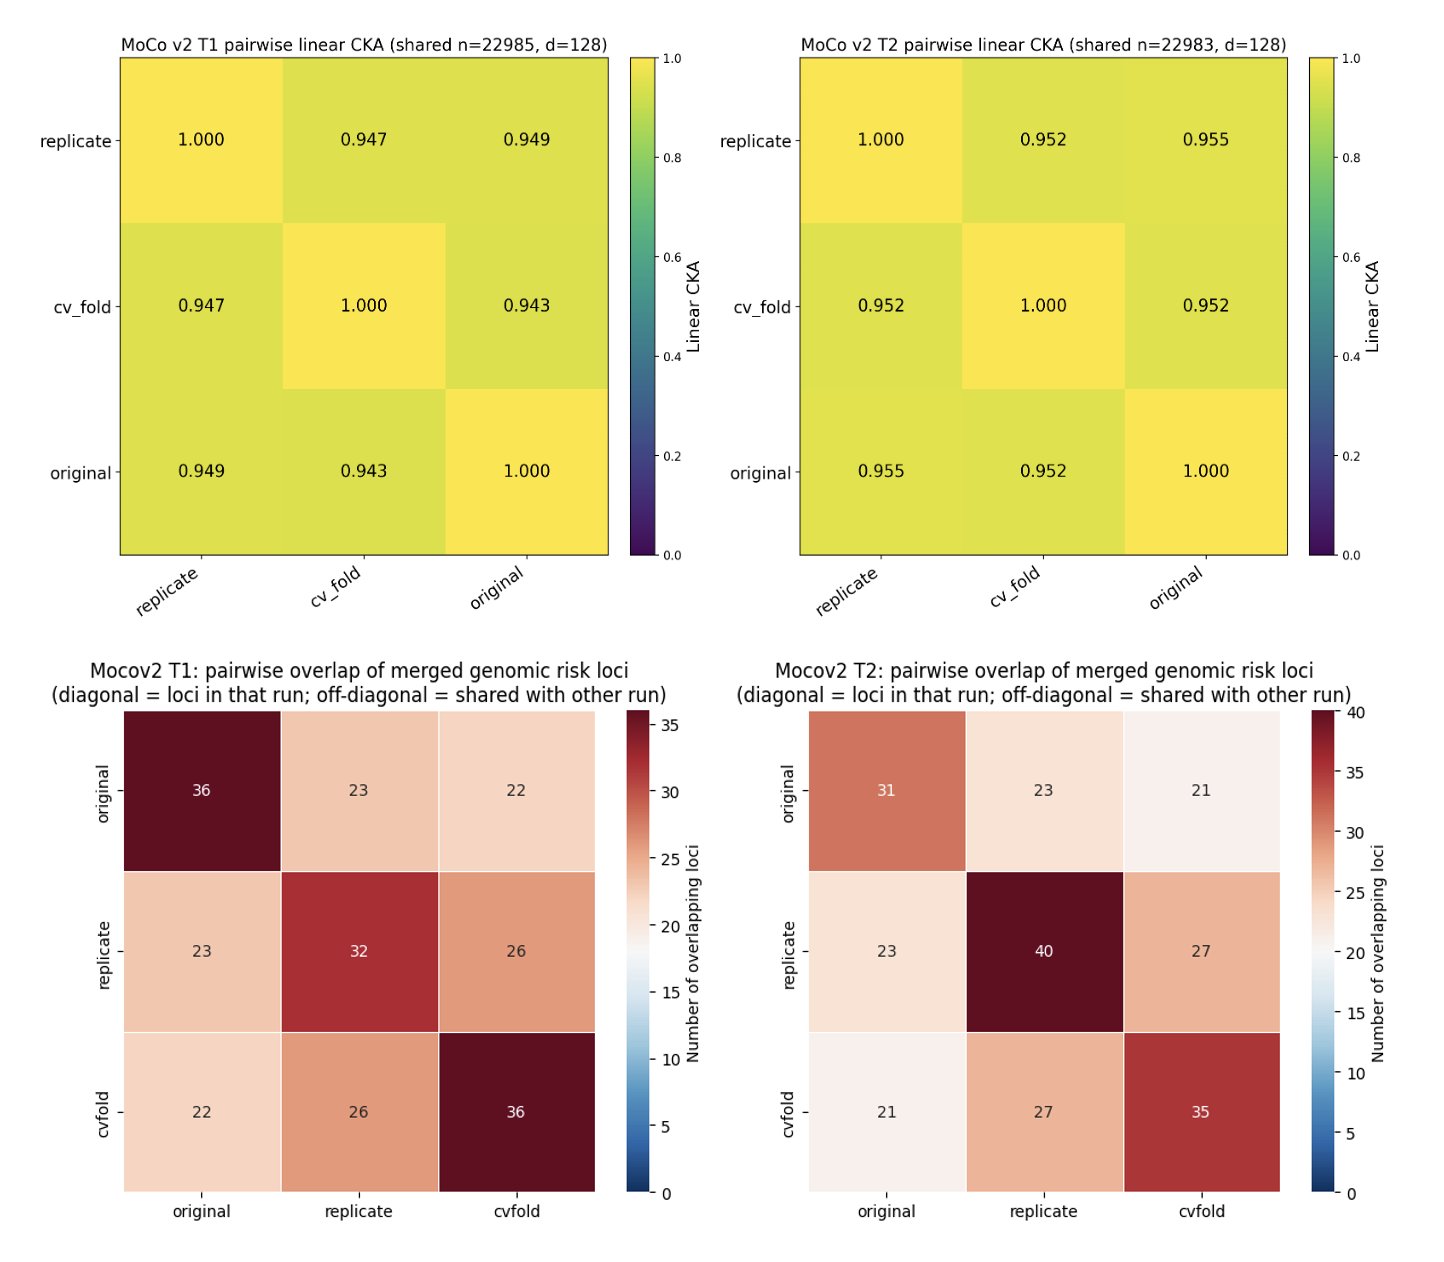 MoCo v2 T1 pairwise linear CKA (shared n=22985, d=128)
replicate
cv_fold
original
1.000 0.947 0.949
0.947 1.000 0.943
0.949 0.943 1.000
replicate cv_fold original
1.0
0.8
0.6
0.4
0.2
0.0
Linear CKA
MoCo v2 T2 pairwise linear CKA (shared n=22983, d=128)
replicate
cv_fold
original
1.000 0.952 0.955
0.952 1.000 0.952
0.955 0.952 1.000
replicate cv_fold original
1.0
0.8
0.6
0.4
0.2
0.0
Linear CKA
Mocov2 T1: pairwise overlap of merged genomic risk loci
(diagonal = loci in that run; off-diagonal = shared with other run)
original
replicate
cvfold
36 23 22
23 32 26
22 26 36
original replicate cvfold
35
30
25
20
15
10
5
0
Number of overlapping loci
Mocov2 T2: pairwise overlap of merged genomic risk loci
(diagonal = loci in that run; off-diagonal = shared with other run)
original
replicate
cvfold
31 23 21
23 40 27
21 27 35
original replicate cvfold
40
35
30
25
20
15
10
5
0
Number of overlapping loci